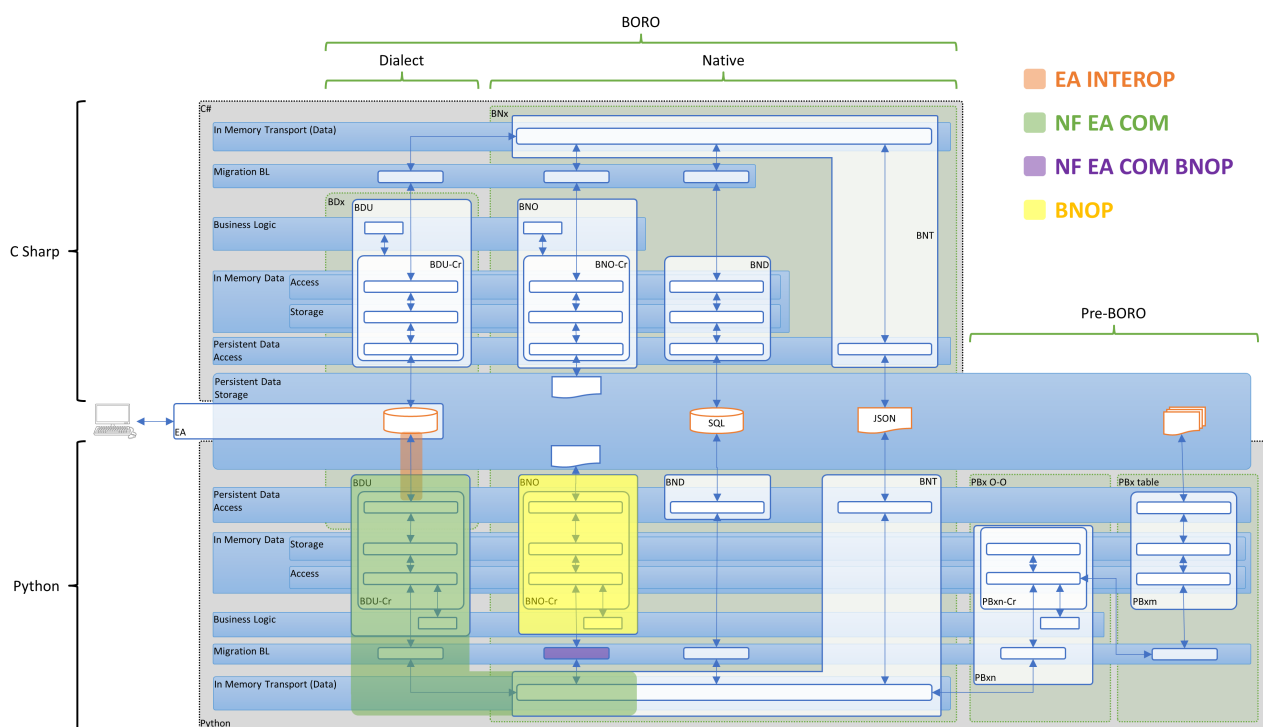 BORO
Dialect
Native
EA INTEROP
NF EA COM
NF EA COM BNOP
BNOP
C#
BNx
In Memory Transport (Data)
Migration BL
BDx
BDU
BNO
Business Logic
BNT
C Sharp
BDU-Cr
BNO-Cr
BND
In Memory Data
Access
Storage
Pre-BORO
Persistent Data
Access
Persistent Data
Storage
SQL
JSON
EA
BDU
BNO
BND
BNT
PBx O-O
PBx table
Persistent Data
Access
In Memory Data
Storage
Access
Python
BDU-Cr
BNO-Cr
PBxn-Cr
PBxm
Business Logic
Migration BL
PBxn
In Memory Transport (Data)
Python